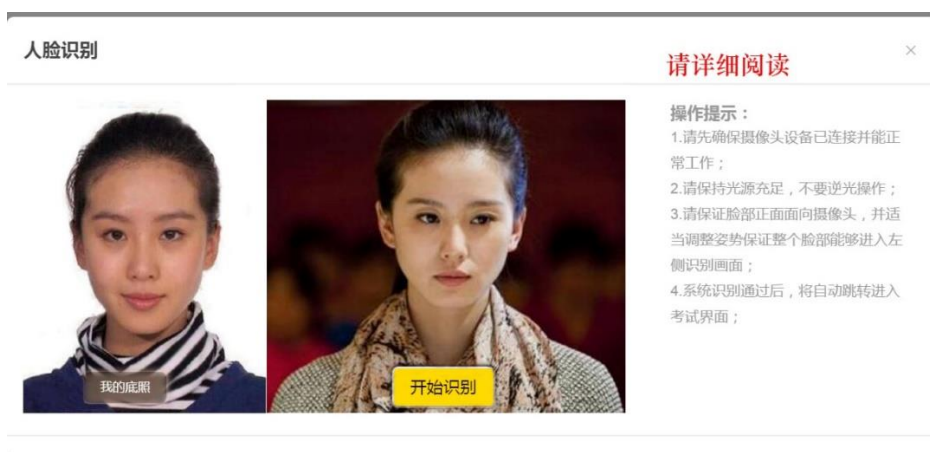 人脸识别
请详细阅读
×
操作提示：
1.请先确保摄像头设备已连接并能正
常工作；
2.请保持光源充足，不要逆光操作；
3.请保证脸部正面面向摄像头，并适
当调整姿势保证整个脸部能够进入左
侧识别画面；
4.系统识别通过后，将自动跳转进入
考试界面；
我的底照
开始识别